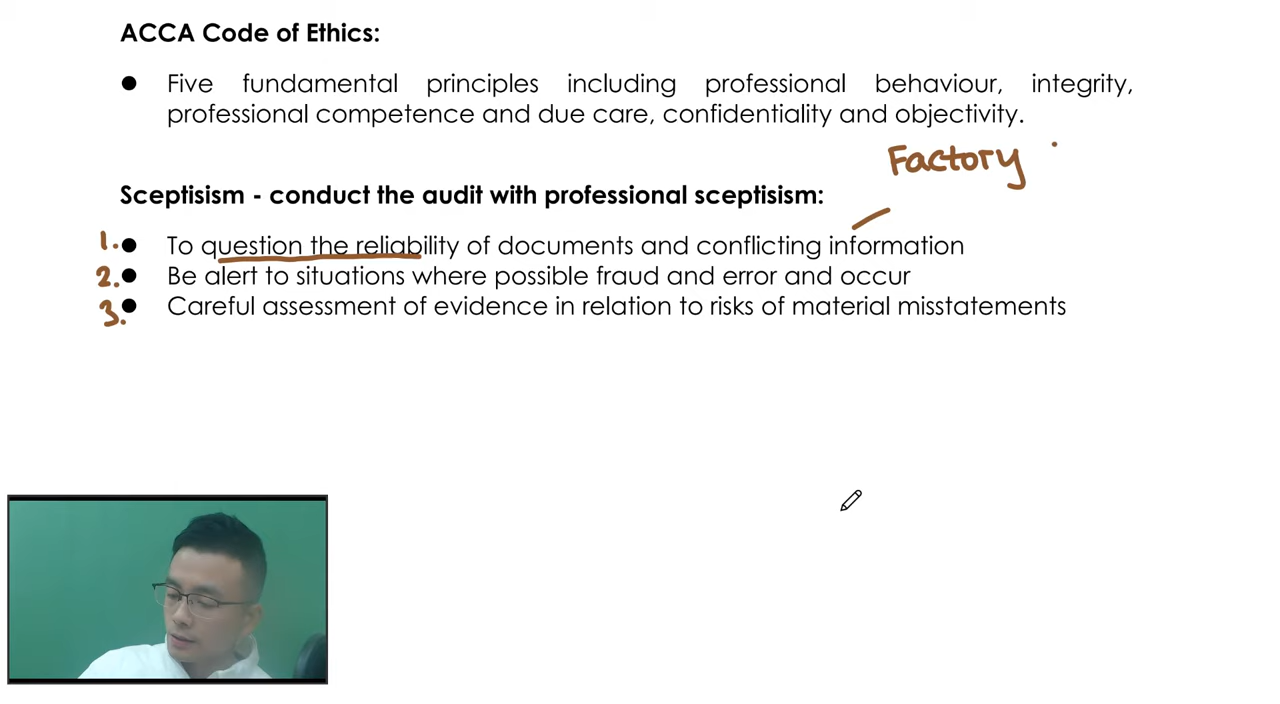 ACCA Code of Ethics:
● Five fundamental principles including professional behaviour, integrity,
professional competence and due care, confidentiality and objectivity.
Factory
Sceptisism - conduct the audit with professional sceptisism:
1. ● To question the reliability of documents and conflicting information
2. ● Be alert to situations where possible fraud and error and occur
3. ● Careful assessment of evidence in relation to risks of material misstatements